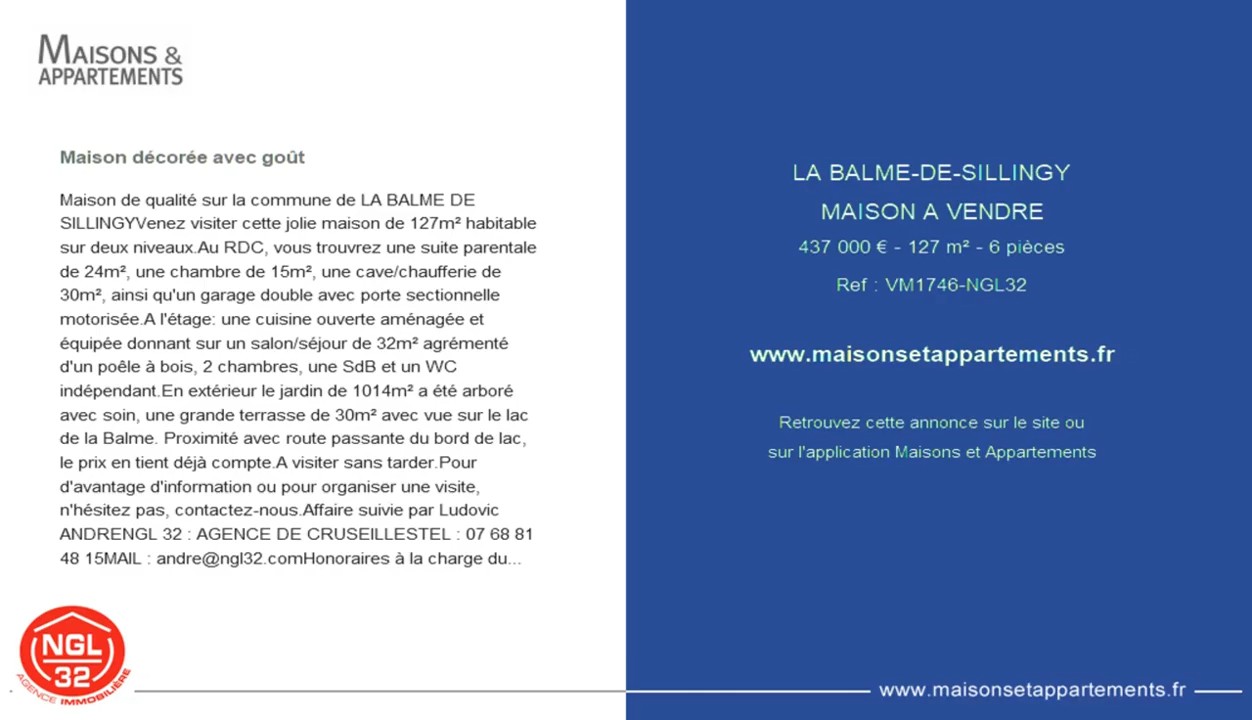 MAISONS &
APPARTEMENTS
Maison décorée avec goût
Maison de qualité sur la commune de LA BALME DE
SILLINGYVenez visiter cette jolie maison de 127m² habitable
sur deux niveaux.Au RDC, vous trouvrez une suite parentale
de 24m², une chambre de 15m², une cave/chaufferie de
30m², ainsi qu'un garage double avec porte sectionnelle
motorisée.A l'étage: une cuisine ouverte aménagée et
équipée donnant sur un salon/séjour de 32m² agrémenté
d'un poêle à bois, 2 chambres, une SdB et un WC
indépendant.En extérieur le jardin de 1014m² a été arboré
avec soin, une grande terrasse de 30m² avec vue sur le lac
de la Balme. Proximité avec route passante du bord de lac,
le prix en tient déjà compte.A visiter sans tarder.Pour
d'avantage d'information ou pour organiser une visite,
n'hésitez pas, contactez-nous.Affaire suivie par Ludovic
ANDRENGL 32 : AGENCE DE CRUSEILLESTEL : 07 68 81
48 15MAIL : andre@ngl32.comHonoraires à la charge du...
NGL
32
AGENCE IMMOBILIÈRE
LA BALME-DE-SILLINGY
MAISON A VENDRE
437 000 € - 127 m² - 6 pièces
Ref : VM1746-NGL32
www.maisonsetappartements.fr
Retrouvez cette annonce sur le site ou
sur l'application Maisons et Appartements
www.maisonsetappartements.fr